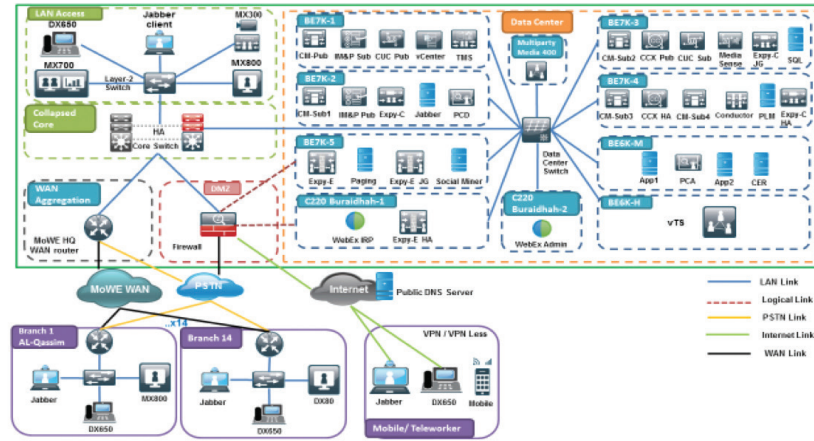 LAN Access
DX650
Jabber
client
MX300
MX700
Layer-2
Switch
MX800
Collapsed
Core
HA
Core Switch
WAN
Aggregation
MoWE HQ
WAN router
DMZ
Firewall
Data Center
BE7K-1
CM-Pub
IM&P Sub
CUC Pub
vCenter
TMS
BE7K-2
CM-Sub1
IM&P Pub
Expy-C
Jabber
PCD
BE7K-5
Expy-E
Paging
Expy-E JG
Social Miner
C220
Buraidhah-1
WebEx IRP
Expy-E HA
Multiparty
Media 400
Data
Center
Switch
C220
Buraidhah-2
WebEx Admin
BE7K-3
CM-Sub2
CCX Pub
CUC Sub
Media
Sense
Expy-C
JG
SQL
BE7K-4
CM-Sub3
CCX HA
CM-Sub4
Conductor
PLM
Expy-C
HA
BE6K-M
App1
PCA
App2
CER
BE6K-H
vTS
MoWE WAN
PSTN
Internet
Public DNS Server
LAN Link
Logical Link
PSTN Link
Internet Link
WAN Link
Branch 1
AL-Qassim
Jabber
MX800
DX650
..x14
Branch 14
Jabber
DX80
DX650
VPN / VPN Less
Jabber
DX650
Mobile
Mobile/ Teleworker